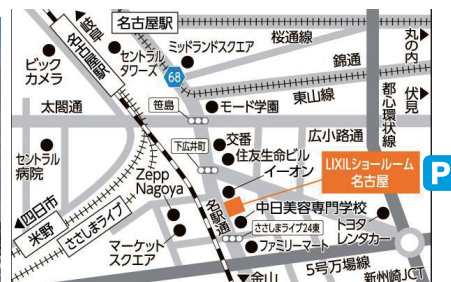 名古屋駅
岐阜▲
名古屋駅
ビック
カメラ
セントラル
タワーズ
ミッドランドスクエア
68
桜通線
錦通
丸の内▶
東山線
伏見▶
太閤通
笹島
モード学園
都心環状線
広小路通
下広井町
交番
住友生命ビル
イーオン
LIXILショールーム
名古屋
P
セントラル
病院
Zepp
Nagoya
◀四日市
米野
ささしまライブ
マーケット
スクエア
名駅通
中日美容専門学校
ささしまライブ24東
ファミリーマート
トヨタ
レンタカー
▼金山
5号万場線
新州崎JCT